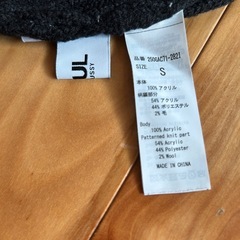 UL
USSY
品番 250GAC71-282I
SIZE
S
本体
100% アクリル
柄編部分
54% アクリル
44% ポリエステル
2% 毛
Body
100% Acrylic
Patterned knit part
54% Acrylic
44% Polyester
2% Wool
MADE IN CHINA